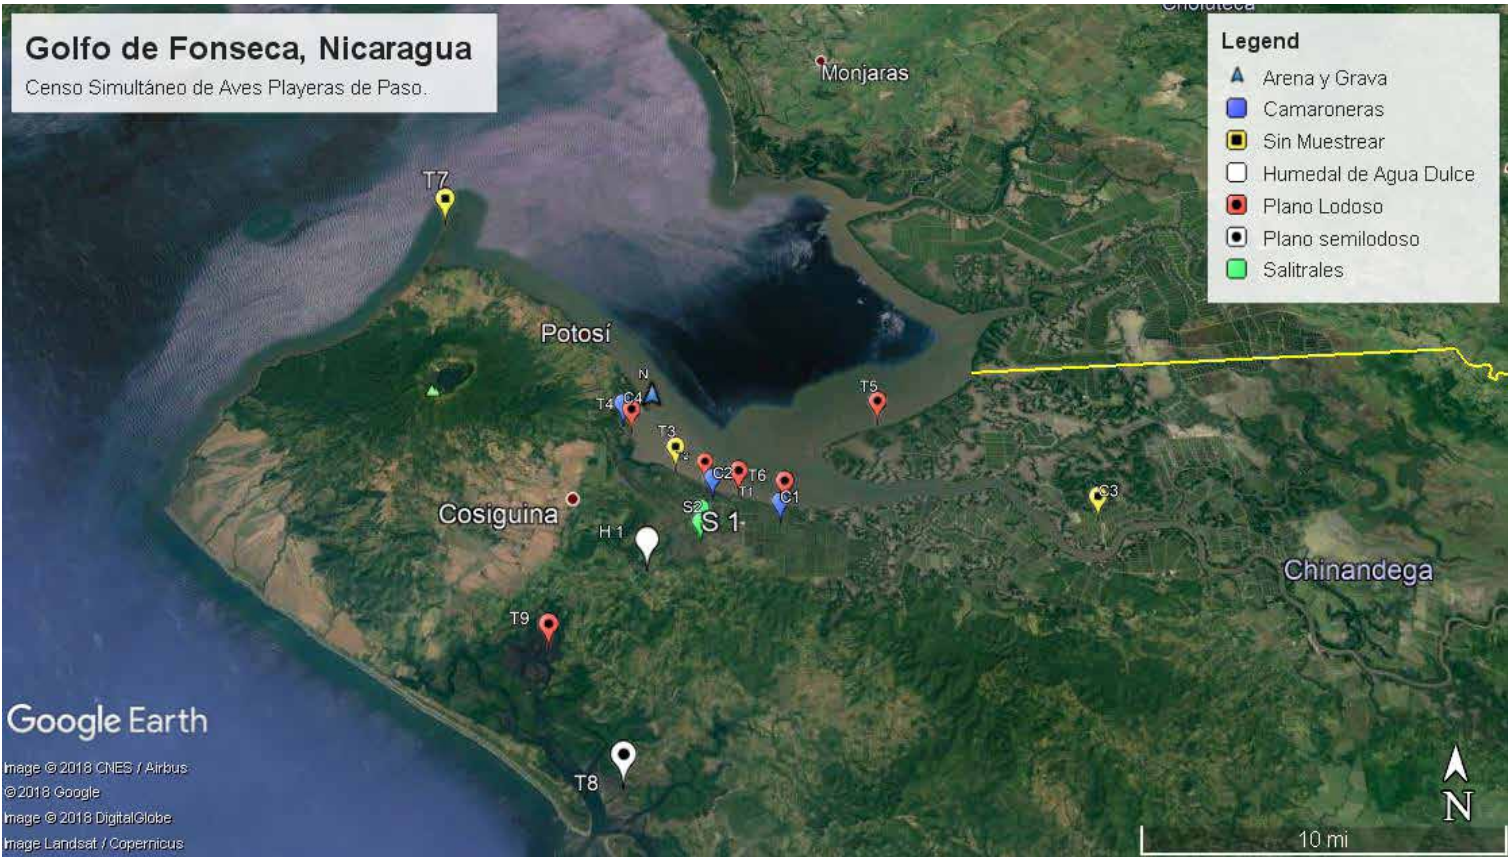 Golfo de Fonseca, Nicaragua
Censo Simultáneo de Aves Playeras de Paso.
Legend
Arena y Grava
Camaroneras
Sin Muestrear
Humedal de Agua Dulce
Plano Lodoso
Plano semilodoso
Salitrales
Monjaras
T7
Potosí
N
T4
C4
T5
T3
C2
T6
T1
C1
C3
S2
S 1
Cosiguina
H 1
Chinandega
T9
T8
Google Earth
Image © 2018 CNES / Airbus
© 2018 Google
Image © 2018 DigitalGlobe
Image Landsat / Copernicus
N
10 mi